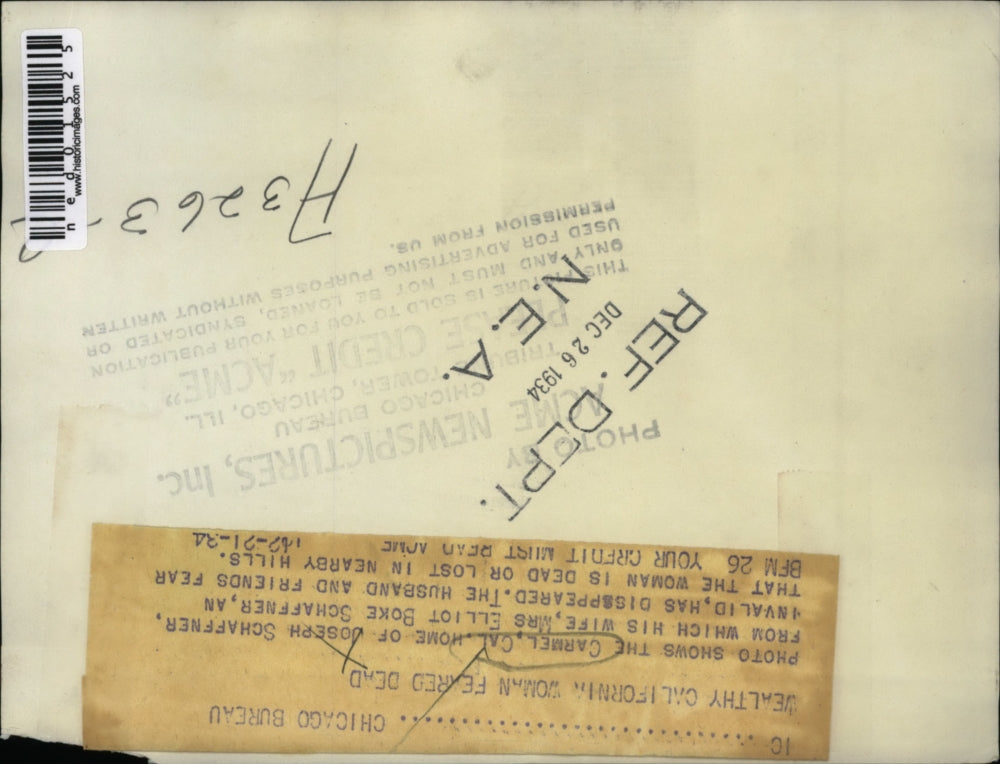 IC ........................ CHICAGO BUREAU
WEALTHY CALIFORNIA WOMAN FEARED DEAD
PHOTO SHOWS THE CARMEL, CAL, HOME OF JOSEPH SCHAFFNER,
FROM WHICH HIS WIFE, MRS ELLIOT BOKE SCHAFFNER, AN
INVALID, HAS DISAPPEARED. THE HUSBAND AND FRIENDS FEAR
THAT THE WOMAN IS DEAD OR LOST IN NEARBY HILLS.
BFM 26 YOUR CREDIT MUST READ ACME 12-21-34
PHOTO BY
ACME NEWSPICTURES, Inc.
CHICAGO BUREAU
TRIBUNE TOWER, CHICAGO, ILL.
PLEASE CREDIT "ACME"
THIS PICTURE IS SOLD TO YOU FOR YOUR PUBLICATION
ONLY AND MUST NOT BE LOANED, SYNDICATED OR
USED FOR ADVERTISING PURPOSES WITHOUT WRITTEN
PERMISSION FROM US.
REF. DEPT.
DEC 26 1934
N.E.A.
H3263-
ned01525
www.historicimages.com